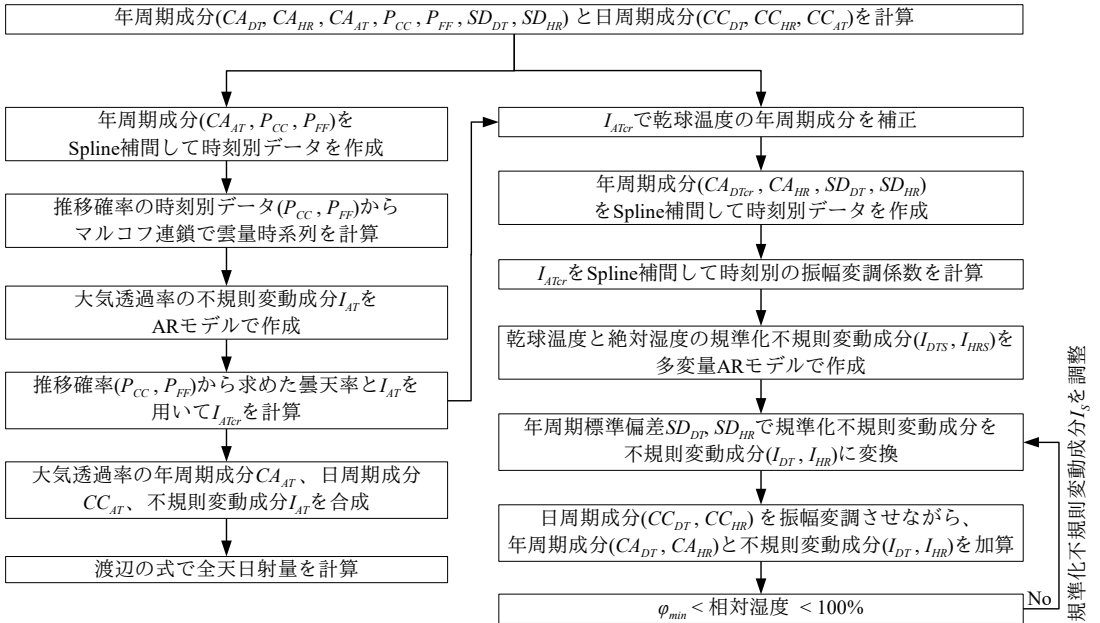 年周期成分(CA_DT, CA_HR, CA_AT, P_CC, P_FF, SD_DT, SD_HR) と日周期成分(CC_DT, CC_HR, CC_AT)を計算
年周期成分(CA_AT, P_CC, P_FF)を
Spline補間して時刻別データを作成
推移確率の時刻別データ(P_CC, P_FF)から
マルコフ連鎖で雲量時系列を計算
大気透過率の不規則変動成分I_ATを
ARモデルで作成
推移確率(P_CC, P_FF)から求めた曇天率とI_ATを
用いてI_ATcrを計算
大気透過率の年周期成分CA_AT、日周期成分
CC_AT、不規則変動成分I_ATを合成
渡辺の式で全天日射量を計算
I_ATcrで乾球温度の年周期成分を補正
年周期成分(CA_DTcr, CA_HR, SD_DT, SD_HR)
をSpline補間して時刻別データを作成
I_ATcrをSpline補間して時刻別の振幅変調係数を計算
乾球温度と絶対湿度の規準化不規則変動成分(I_DTS, I_HRS)を
多変量ARモデルで作成
年周期標準偏差SD_DT, SD_HRで規準化不規則変動成分を
不規則変動成分(I_DT, I_HR)に変換
日周期成分(CC_DT, CC_HR) を振幅変調させながら、
年周期成分(CA_DT, CA_HR)と不規則変動成分(I_DT, I_HR)を加算
φ_min < 相対湿度 < 100%
No
規準化不規則変動成分I_Sを調整